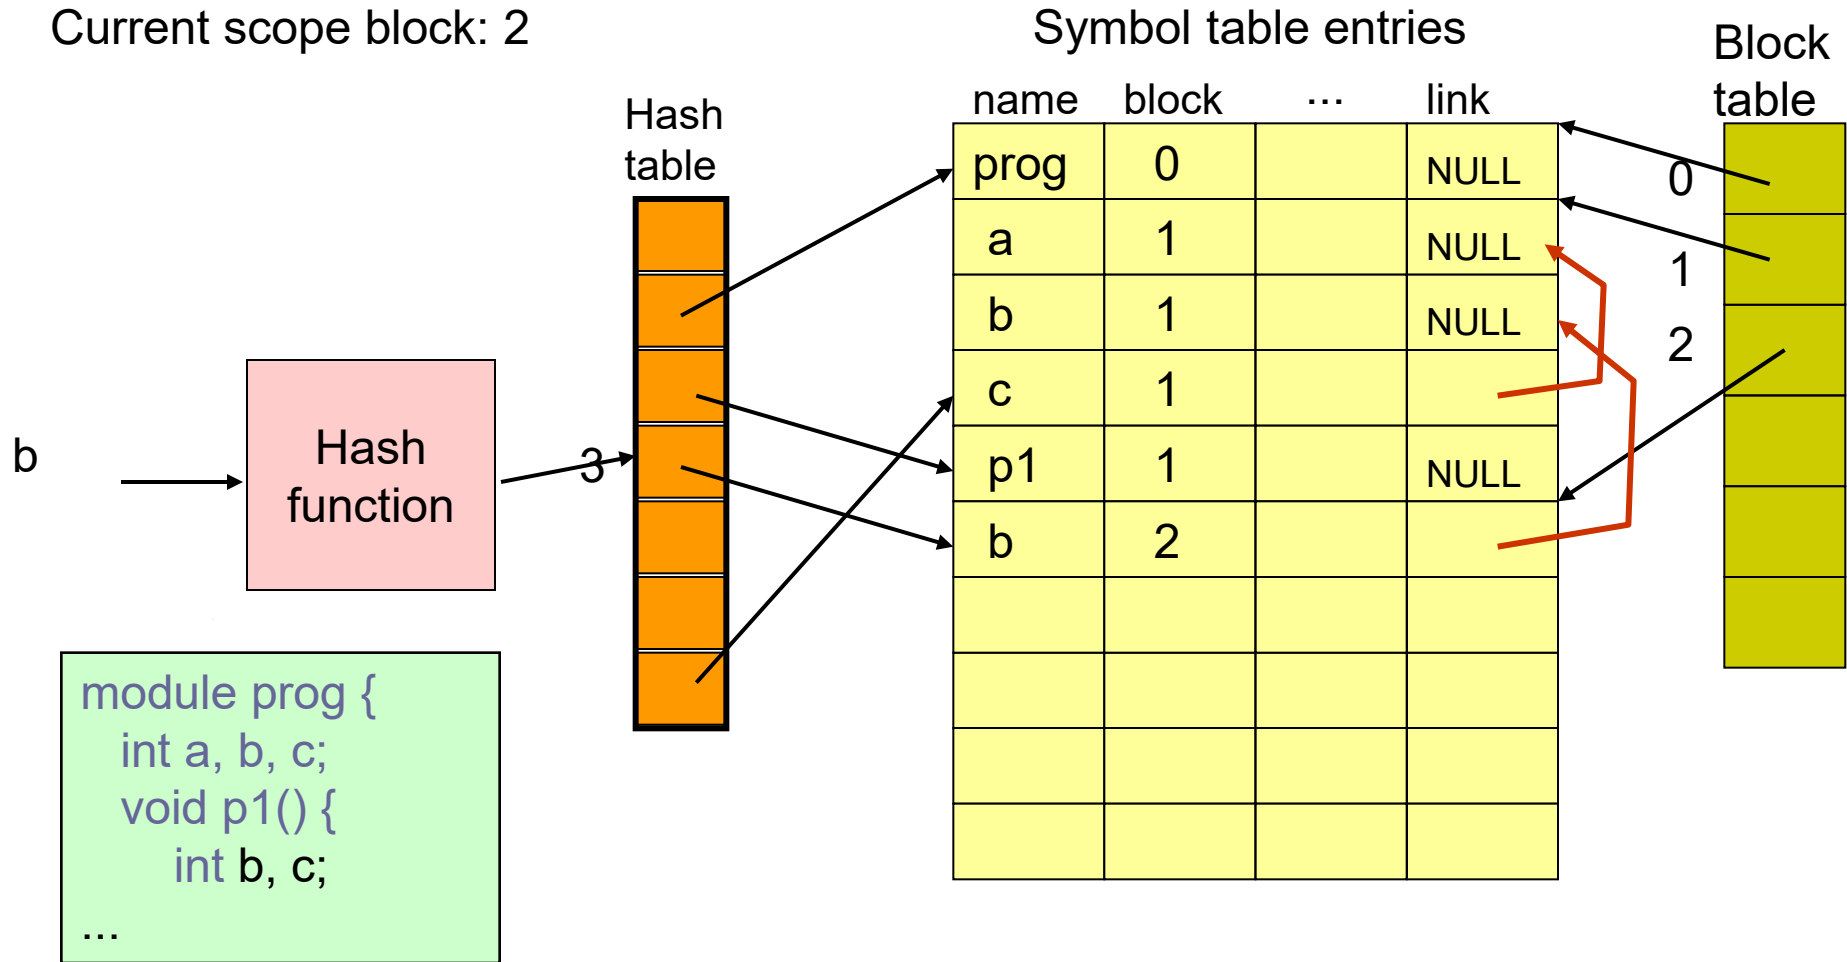 Current scope block: 2
Symbol table entries
Block
table
Hash
table
name block ... link
prog 0 NULL
a 1 NULL
b 1 NULL
c 1
p1 1 NULL
b 2
0
1
2
b
Hash
function
3
module prog {
int a, b, c;
void p1() {
int b, c;
...